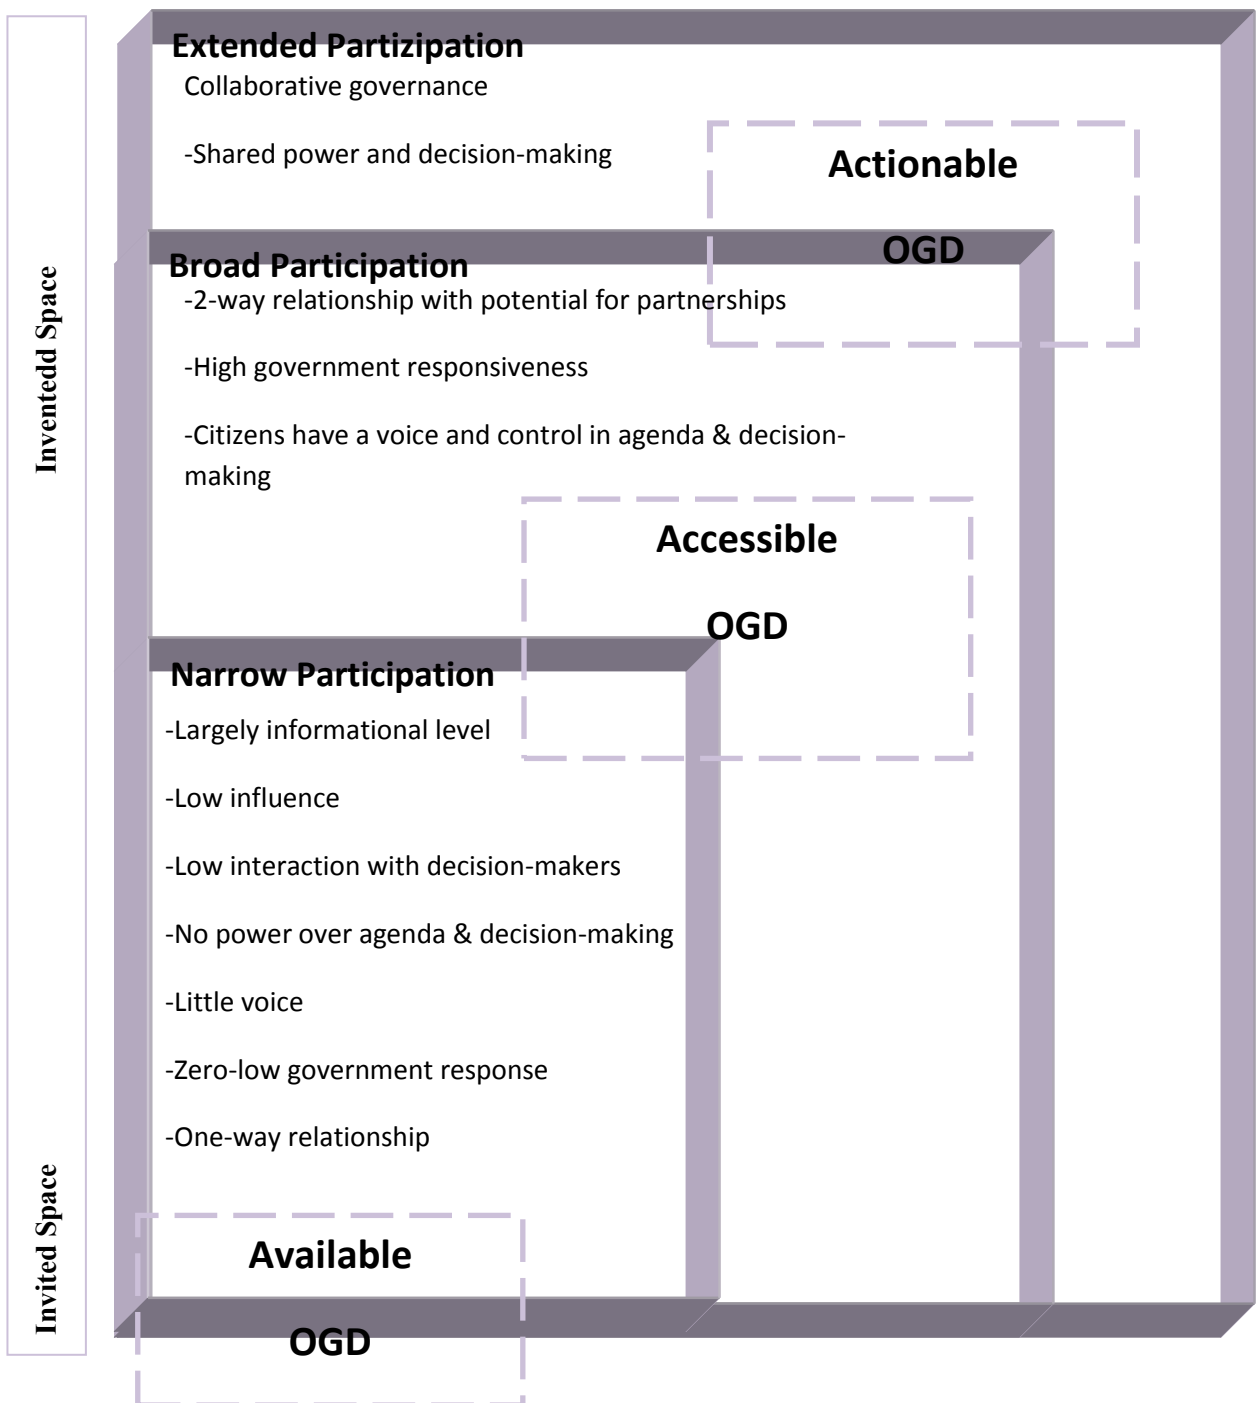 Extended Partizipation
Collaborative governance
-Shared power and decision-making
Actionable
OGD
Broad Participation
-2-way relationship with potential for partnerships
-High government responsiveness
-Citizens have a voice and control in agenda & decision-
making
Accessible
OGD
Narrow Participation
-Largely informational level
-Low influence
-Low interaction with decision-makers
-No power over agenda & decision-making
-Little voice
-Zero-low government response
-One-way relationship
Available
OGD
Inventedd Space
Invited Space